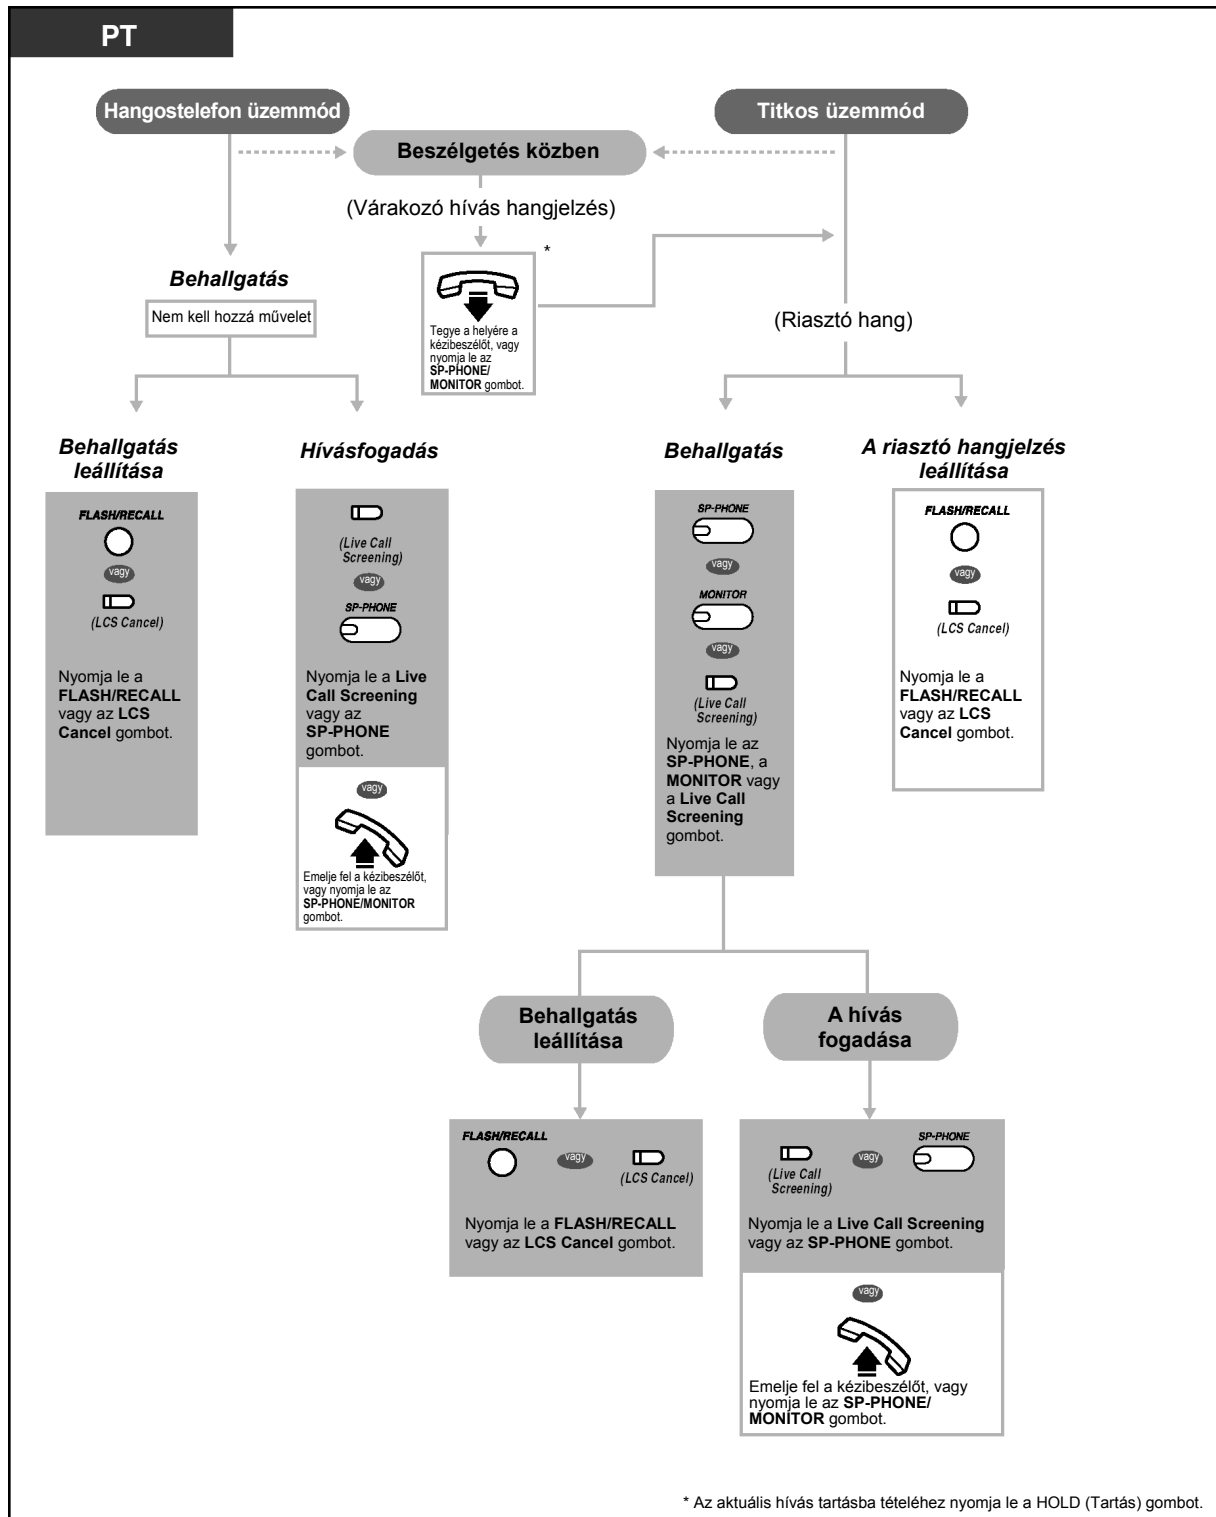 PT
Hangostelefon üzemmód
Titkos üzemmód
Beszélgetés közben
(Várakozó hívás hangjelzés)
*
Behallgatás
Nem kell hozzá művelet
Tegye a helyére a
kézibeszélőt, vagy
nyomja le az
SP-PHONE/
MONITOR gombot.
(Riasztó hang)
Behallgatás
leállítása
FLASH/RECALL
vagy
(LCS Cancel)
Nyomja le a
FLASH/RECALL
vagy az LCS
Cancel gombot.
Hívásfogadás
(Live Call
Screening)
vagy
SP-PHONE
Nyomja le a Live
Call Screening
vagy az
SP-PHONE
gombot.
vagy
Emelje fel a kézibeszélőt,
vagy nyomja le az
SP-PHONE/MONITOR
gombot.
Behallgatás
SP-PHONE
vagy
MONITOR
vagy
(Live Call
Screening)
Nyomja le az
SP-PHONE, a
MONITOR vagy
a Live Call
Screening
gombot.
A riasztó hangjelzés
leállítása
FLASH/RECALL
vagy
(LCS Cancel)
Nyomja le a
FLASH/RECALL
vagy az LCS
Cancel gombot.
Behallgatás
leállítása
FLASH/RECALL
vagy
(LCS Cancel)
Nyomja le a FLASH/RECALL
vagy az LCS Cancel gombot.
A hívás
fogadása
(Live Call
Screening)
vagy
SP-PHONE
Nyomja le a Live Call Screening
vagy az SP-PHONE gombot.
vagy
Emelje fel a kézibeszélőt, vagy
nyomja le az SP-PHONE/
MONITOR gombot.
* Az aktuális hívás tartásba tételéhez nyomja le a HOLD (Tartás) gombot.